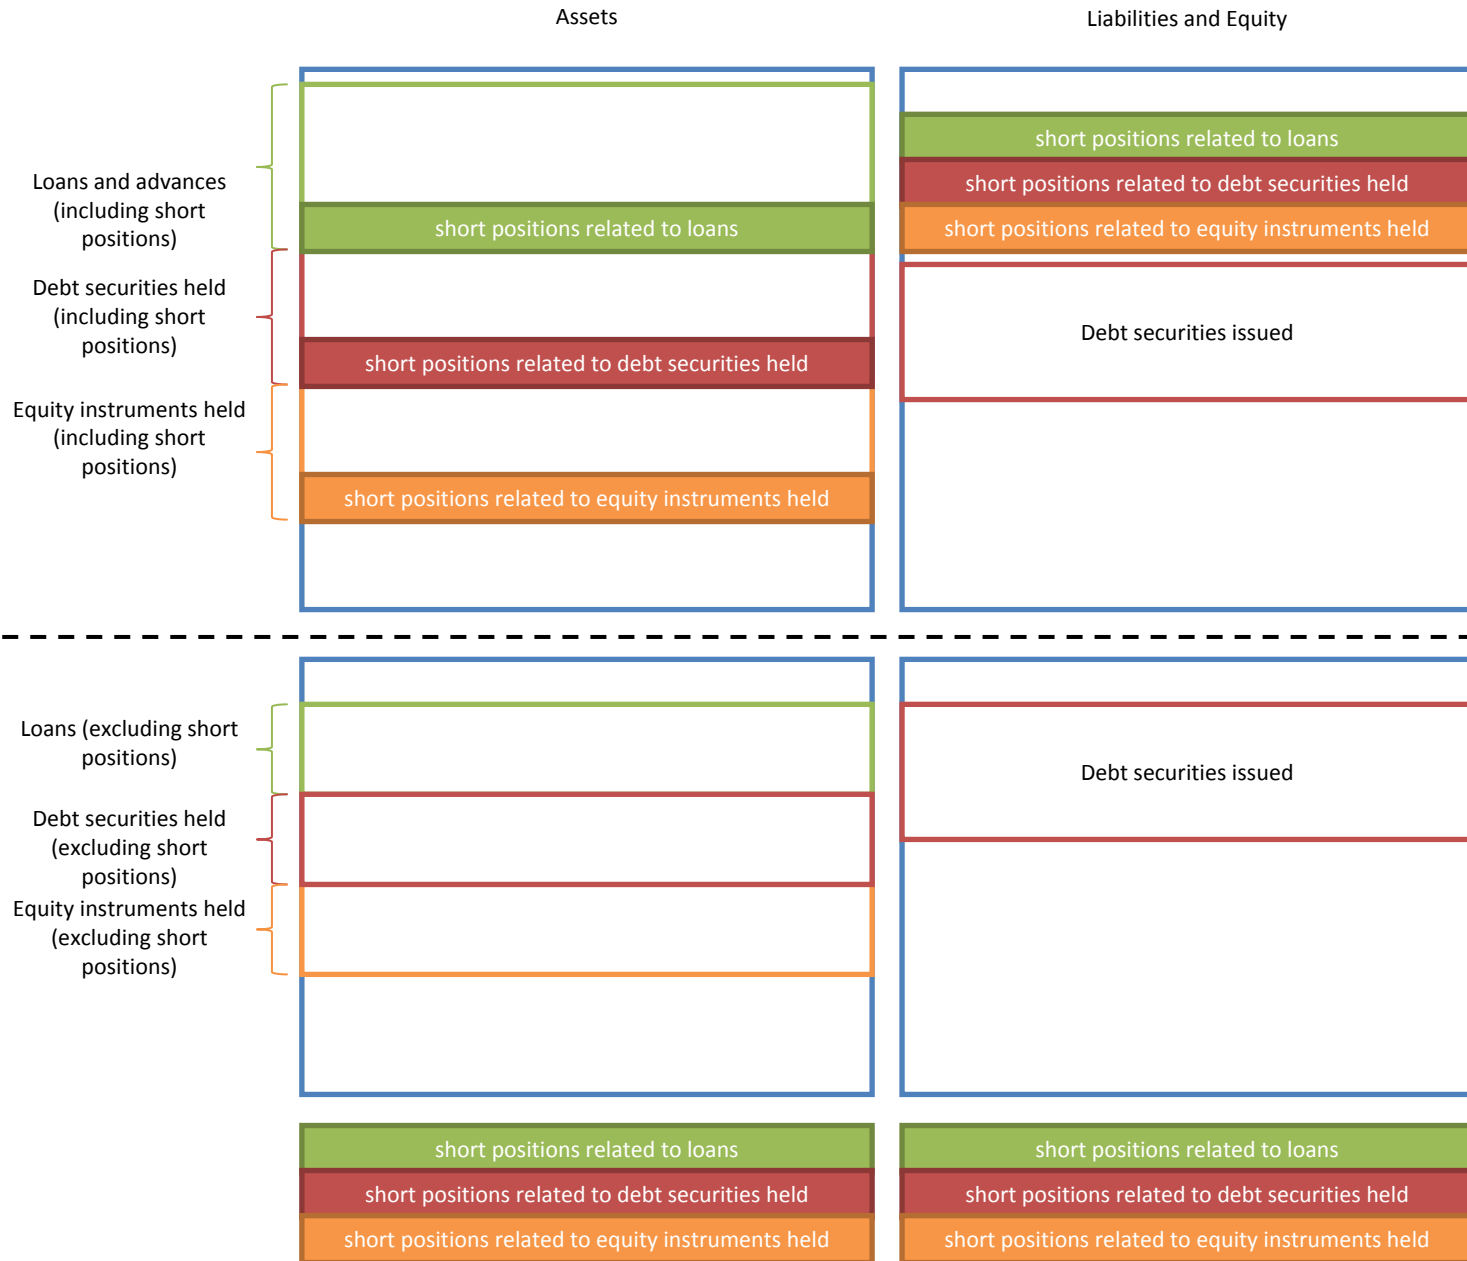 Assets
Liabilities and Equity
Loans and advances
(including short
positions)
Debt securities held
(including short
positions)
Equity instruments held
(including short
positions)
short positions related to loans
short positions related to debt securities held
short positions related to equity instruments held
short positions related to loans
short positions related to debt securities held
short positions related to equity instruments held
Debt securities issued
Loans (excluding short
positions)
Debt securities held
(excluding short
positions)
Equity instruments held
(excluding short
positions)
Debt securities issued
short positions related to loans
short positions related to debt securities held
short positions related to equity instruments held
short positions related to loans
short positions related to debt securities held
short positions related to equity instruments held